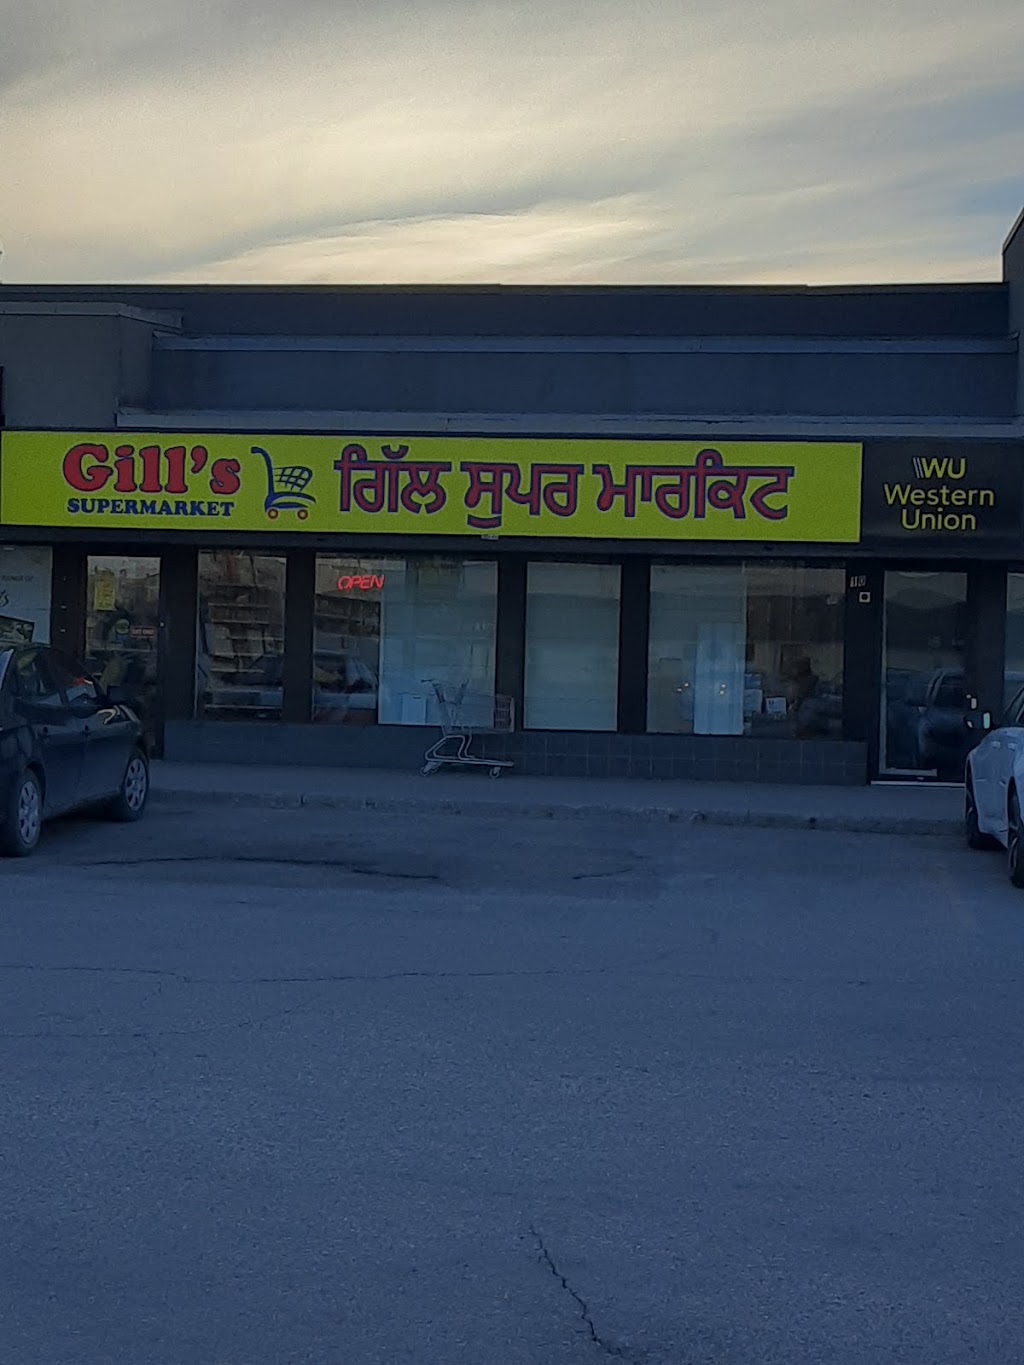 Gill's
SUPERMARKET
ਗਿੱਲ ਸੁਪਰ ਮਾਰਕਿਟ
WU
Western
Union
OPEN
10